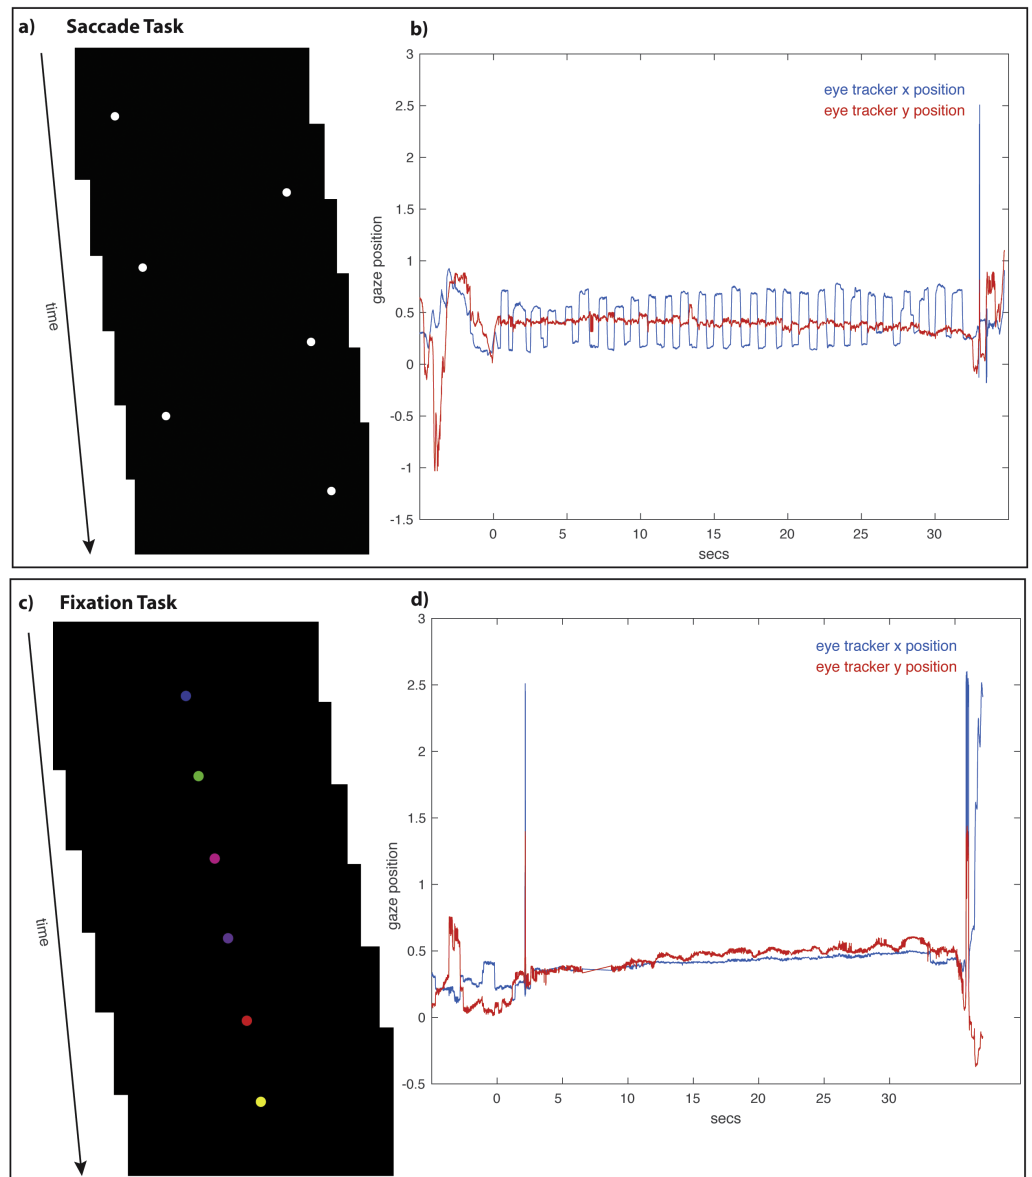 a) Saccade Task
time
b)
3
2.5
2
1.5
1
0.5
0
-0.5
-1
-1.5
gaze position
eye tracker x position
eye tracker y position
0 5 10 15 20 25 30
secs
c) Fixation Task
time
d)
3
2.5
2
1.5
1
0.5
0
-0.5
gaze position
eye tracker x position
eye tracker y position
0 5 10 15 20 25 30
secs